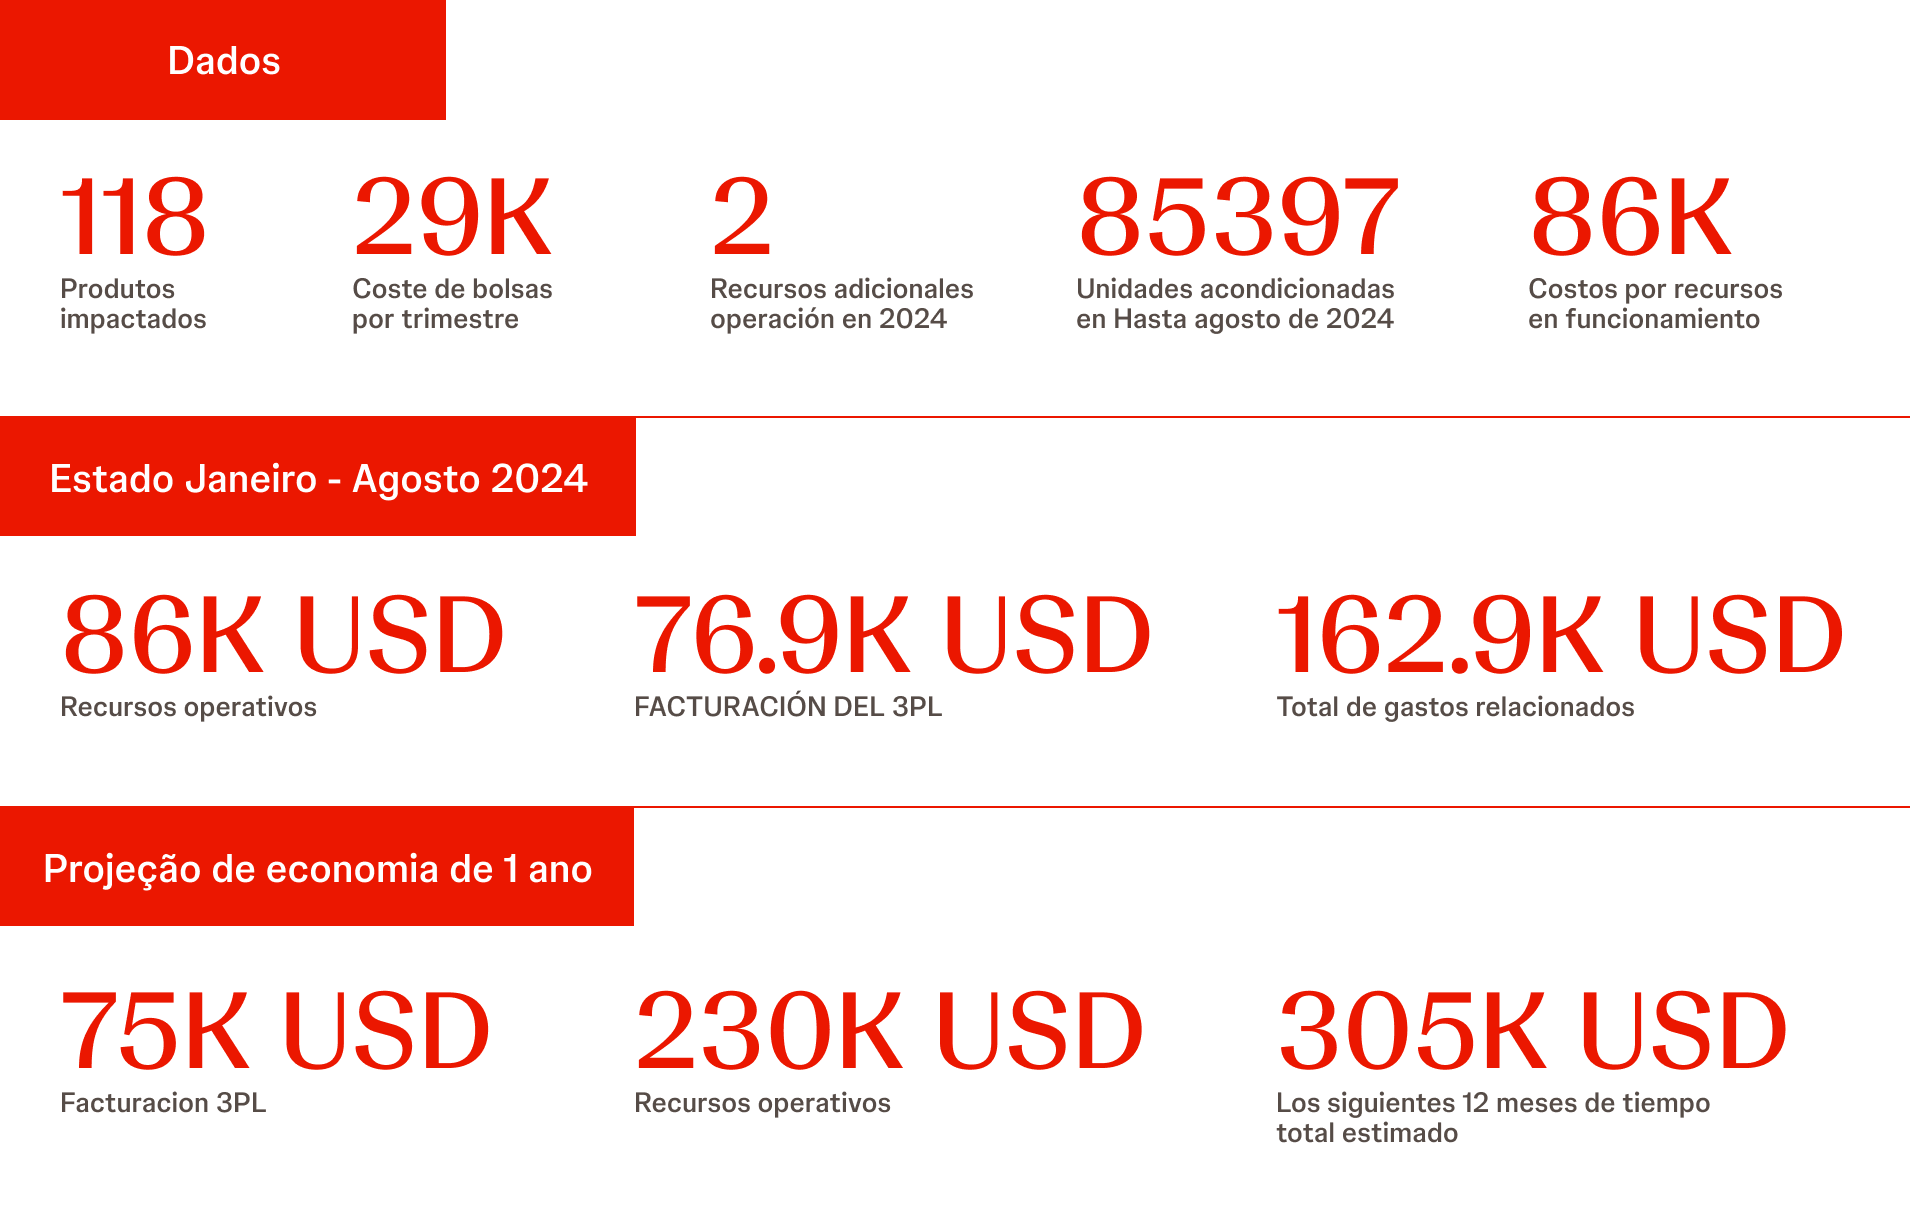 Dados
118
Produtos
impactados
29K
Coste de bolsas
por trimestre
2
Recursos adicionales
operación en 2024
85397
Unidades acondicionadas
en Hasta agosto de 2024
86K
Costos por recursos
en funcionamiento
Estado Janeiro - Agosto 2024
86K USD
Recursos operativos
76.9K USD
FACTURACIÓN DEL 3PL
162.9K USD
Total de gastos relacionados
Projeção de economia de 1 ano
75K USD
Facturacion 3PL
230K USD
Recursos operativos
305K USD
Los siguientes 12 meses de tiempo
total estimado